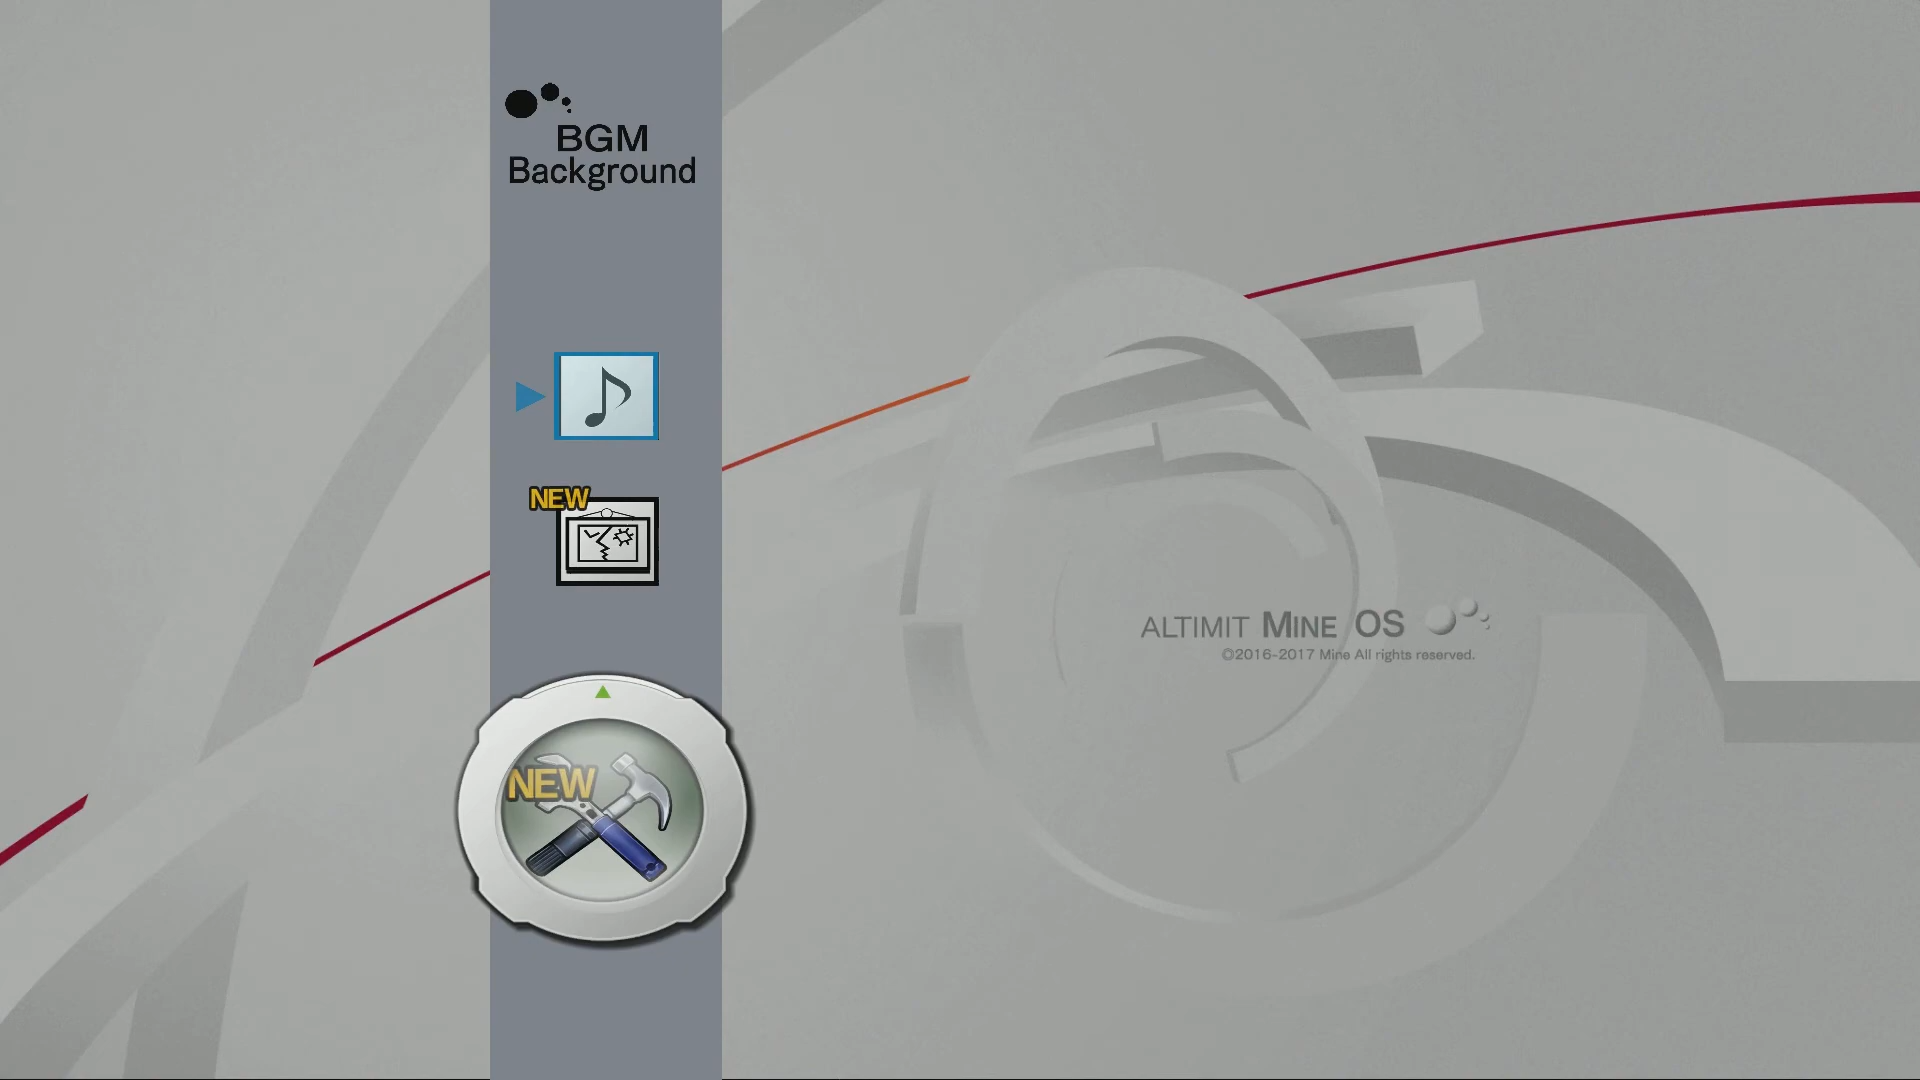 BGM
Background
NEW
ALTIMIT MINE OS
©2016-2017 Mine All rights reserved.
NEW